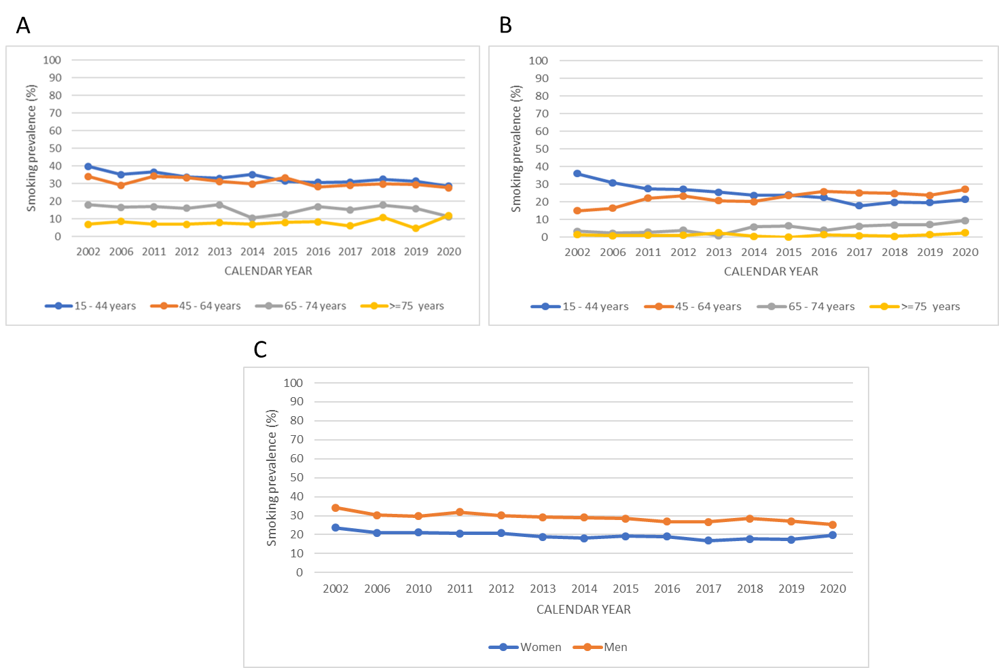 A
Smoking prevalence (%)
100
90
80
70
60
50
40
30
20
10
0
2002 2006 2011 2012 2013 2014 2015 2016 2017 2018 2019 2020
CALENDAR YEAR
15 - 44 years 45 - 64 years 65 - 74 years >=75 years
B
Smoking prevalence (%)
100
90
80
70
60
50
40
30
20
10
0
2002 2006 2011 2012 2013 2014 2015 2016 2017 2018 2019 2020
CALENDAR YEAR
15 - 44 years 45 - 64 years 65 - 74 years >=75 years
C
Smoking prevalence (%)
100
90
80
70
60
50
40
30
20
10
0
2002 2006 2010 2011 2012 2013 2014 2015 2016 2017 2018 2019 2020
CALENDAR YEAR
Women Men